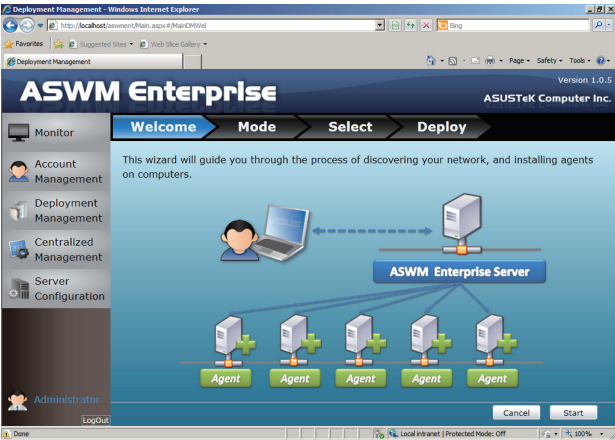 Deployment Management - Windows Internet Explorer
http://localhost/aswment/Main.aspx#/MainDMWel
Bing
Favorites Suggested Sites Web Slice Gallery
Deployment Management
Page Safety Tools
Version 1.0.5
ASWM Enterprise
ASUSTeK Computer Inc.
Monitor
Account
Management
Deployment
Management
Centralized
Management
Server
Configuration
Welcome Mode Select Deploy
This wizard will guide you through the process of discovering your network, and installing agents
on computers.
ASWM Enterprise Server
Agent Agent Agent Agent Agent
Administrator
LogOut
Cancel Start
Done
Local intranet | Protected Mode: Off
100%